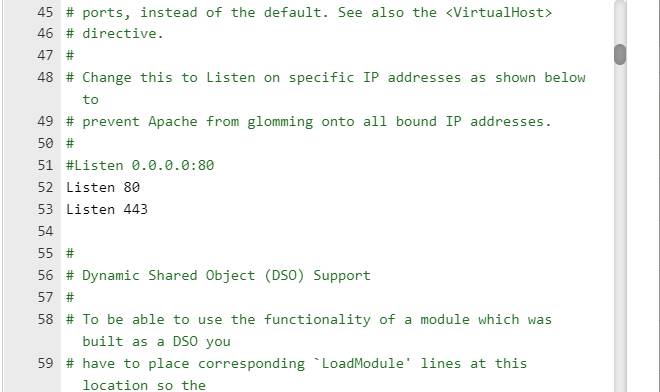 45 # ports, instead of the default. See also the <VirtualHost>
46 # directive.
47 #
48 # Change this to Listen on specific IP addresses as shown below
to
49 # prevent Apache from glomming onto all bound IP addresses.
50 #
51 #Listen 0.0.0.0:80
52 Listen 80
53 Listen 443
54
55 #
56 # Dynamic Shared Object (DSO) Support
57 #
58 # To be able to use the functionality of a module which was
built as a DSO you
59 # have to place corresponding `LoadModule' lines at this
location so the